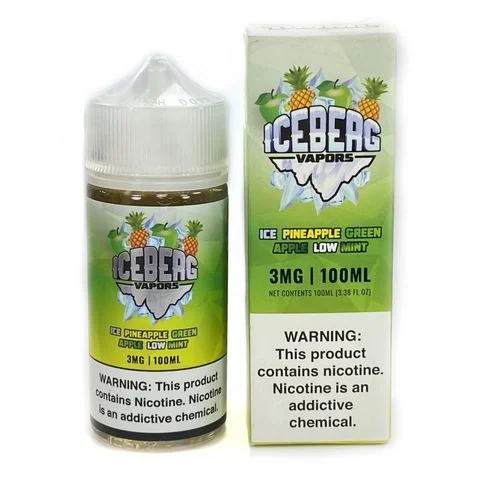 ICEBERG
VAPORS
ICE PINEAPPLE GREEN
APPLE LOW MINT
3MG | 100ML
WARNING: This product
contains Nicotine. Nicotine
is an addictive chemical.
ICEBERG
VAPORS
ICE PINEAPPLE GREEN
APPLE LOW MINT
3MG | 100ML
NET CONTENTS 100ML (3.38 FL OZ)
WARNING:
This product
contains nicotine.
Nicotine is an
addictive chemical.